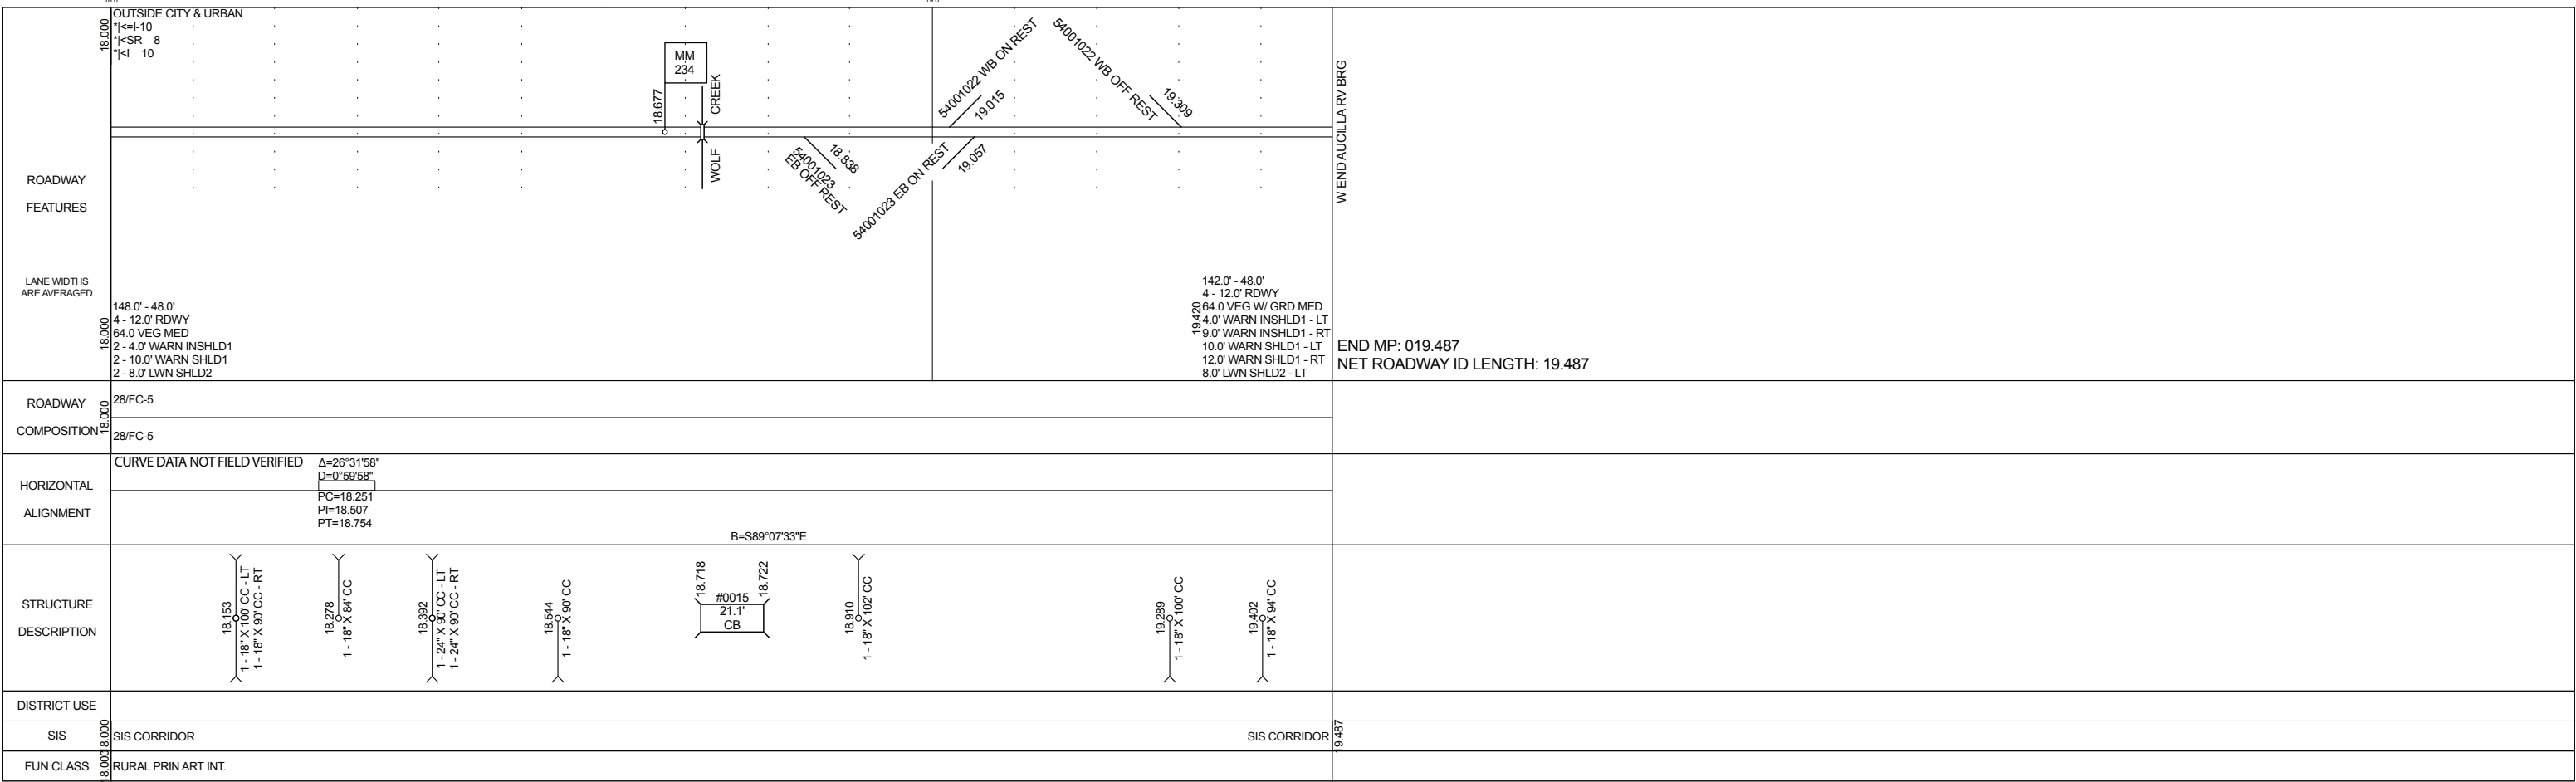 18.0
19.0
OUTSIDE CITY & URBAN
*|<=I-10
*|<SR 8
*|<I 10
18.000
MM
234
18.677
CREEK
WOLF
54001022 WB ON REST
19.015
54001022 WB OFF REST
19.309
18.838
54001023
EB OFF REST
54001023 EB ON REST
19.057
W END AUCILLA RV BRG
ROADWAY
FEATURES
LANE WIDTHS
ARE AVERAGED
18.000
148.0' - 48.0'
4 - 12.0' RDWY
64.0 VEG MED
2 - 4.0' WARN INSHLD1
2 - 10.0' WARN SHLD1
2 - 8.0' LWN SHLD2
19.420
142.0' - 48.0'
4 - 12.0' RDWY
64.0 VEG W/ GRD MED
4.0' WARN INSHLD1 - LT
9.0' WARN INSHLD1 - RT
10.0' WARN SHLD1 - LT
12.0' WARN SHLD1 - RT
8.0' LWN SHLD2 - LT
END MP: 019.487
NET ROADWAY ID LENGTH: 19.487
ROADWAY
COMPOSITION
18.000
28/FC-5
28/FC-5
HORIZONTAL
ALIGNMENT
CURVE DATA NOT FIELD VERIFIED
Δ=26°31'58"
D=0°59'58"
PC=18.251
PI=18.507
PT=18.754
B=S89°07'33"E
STRUCTURE
DESCRIPTION
18.153
1 - 18" X 100' CC - LT
1 - 18" X 90' CC - RT
18.278
1 - 18" X 84' CC
18.392
1 - 24" X 90' CC - LT
1 - 24" X 90' CC - RT
18.544
1 - 18" X 90' CC
18.718
#0015
21.1'
CB
18.722
18.910
1 - 18" X 102' CC
19.289
1 - 18" X 100' CC
19.402
1 - 18" X 94' CC
DISTRICT USE
SIS
18.000
SIS CORRIDOR
SIS CORRIDOR
19.487
FUN CLASS
18.000
RURAL PRIN ART INT.